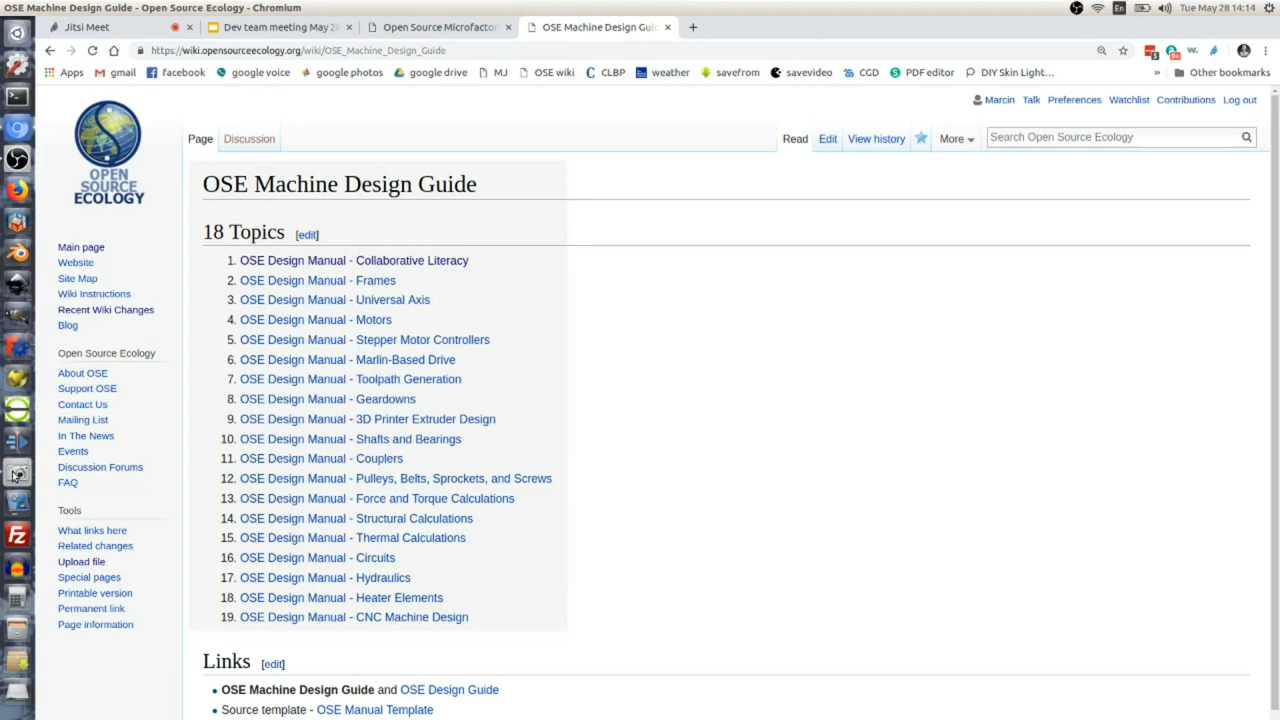 OSE Machine Design Guide - Open Source Ecology - Chromium
En
Tue May 28 14:14
Jitsi Meet
Dev team meeting May 28
Open Source Microfactor
OSE Machine Design Guid
https://wiki.opensourceecology.org/wiki/OSE_Machine_Design_Guide
Apps
gmail
facebook
google voice
google photos
google drive
MJ
OSE wiki
CLBP
weather
savefrom
savevideo
CGD
PDF editor
DIY Skin Light…
» Other bookmarks
Marcin Talk Preferences Watchlist Contributions Log out
OPEN
SOURCE
ECOLOGY
Page Discussion
Read Edit View history
More
Search Open Source Ecology
OSE Machine Design Guide
18 Topics [edit]
1. OSE Design Manual - Collaborative Literacy
2. OSE Design Manual - Frames
3. OSE Design Manual - Universal Axis
4. OSE Design Manual - Motors
5. OSE Design Manual - Stepper Motor Controllers
6. OSE Design Manual - Marlin-Based Drive
7. OSE Design Manual - Toolpath Generation
8. OSE Design Manual - Geardowns
9. OSE Design Manual - 3D Printer Extruder Design
10. OSE Design Manual - Shafts and Bearings
11. OSE Design Manual - Couplers
12. OSE Design Manual - Pulleys, Belts, Sprockets, and Screws
13. OSE Design Manual - Force and Torque Calculations
14. OSE Design Manual - Structural Calculations
15. OSE Design Manual - Thermal Calculations
16. OSE Design Manual - Circuits
17. OSE Design Manual - Hydraulics
18. OSE Design Manual - Heater Elements
19. OSE Design Manual - CNC Machine Design
Links [edit]
• OSE Machine Design Guide and OSE Design Guide
• Source template - OSE Manual Template
Main page
Website
Site Map
Wiki Instructions
Recent Wiki Changes
Blog
Open Source Ecology
About OSE
Support OSE
Contact Us
Mailing List
In The News
Events
Discussion Forums
FAQ
Tools
What links here
Related changes
Upload file
Special pages
Printable version
Permanent link
Page information